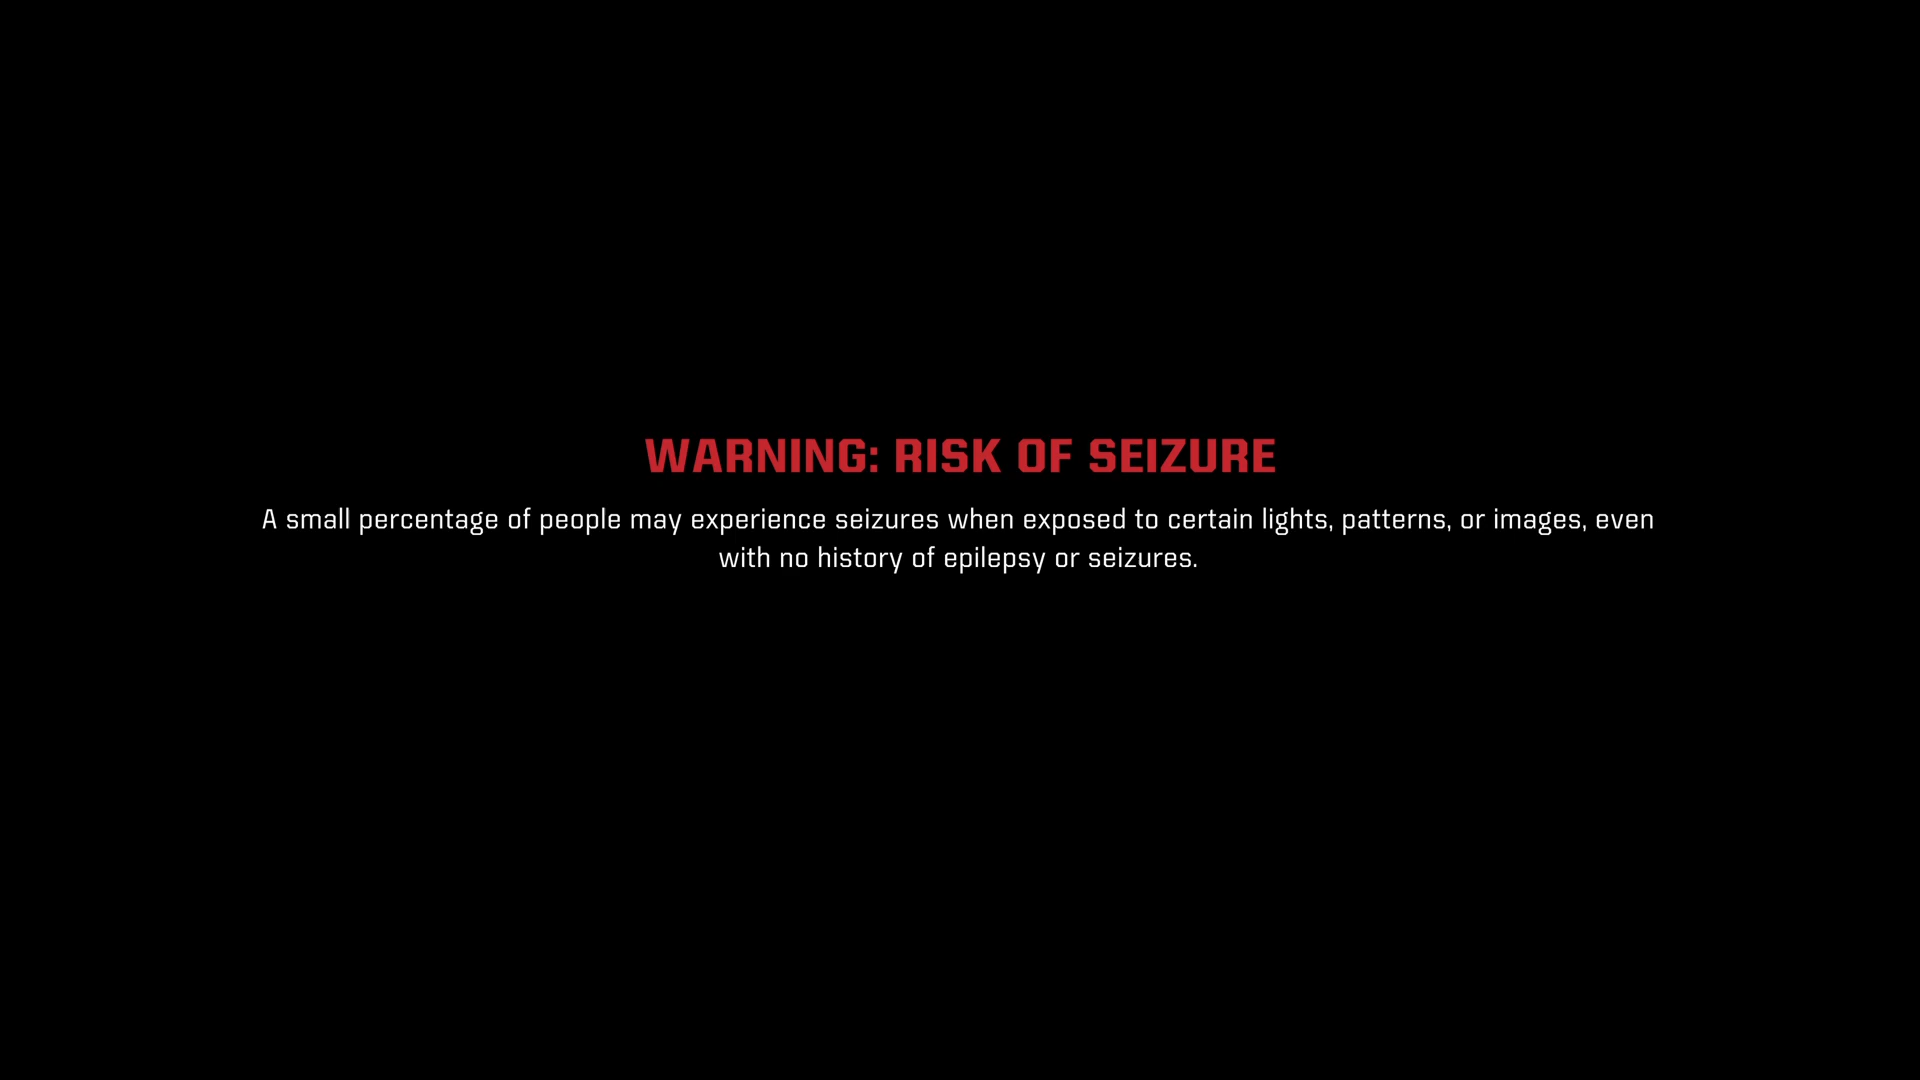 WARNING: RISK OF SEIZURE
A small percentage of people may experience seizures when exposed to certain lights, patterns, or images, even
with no history of epilepsy or seizures.